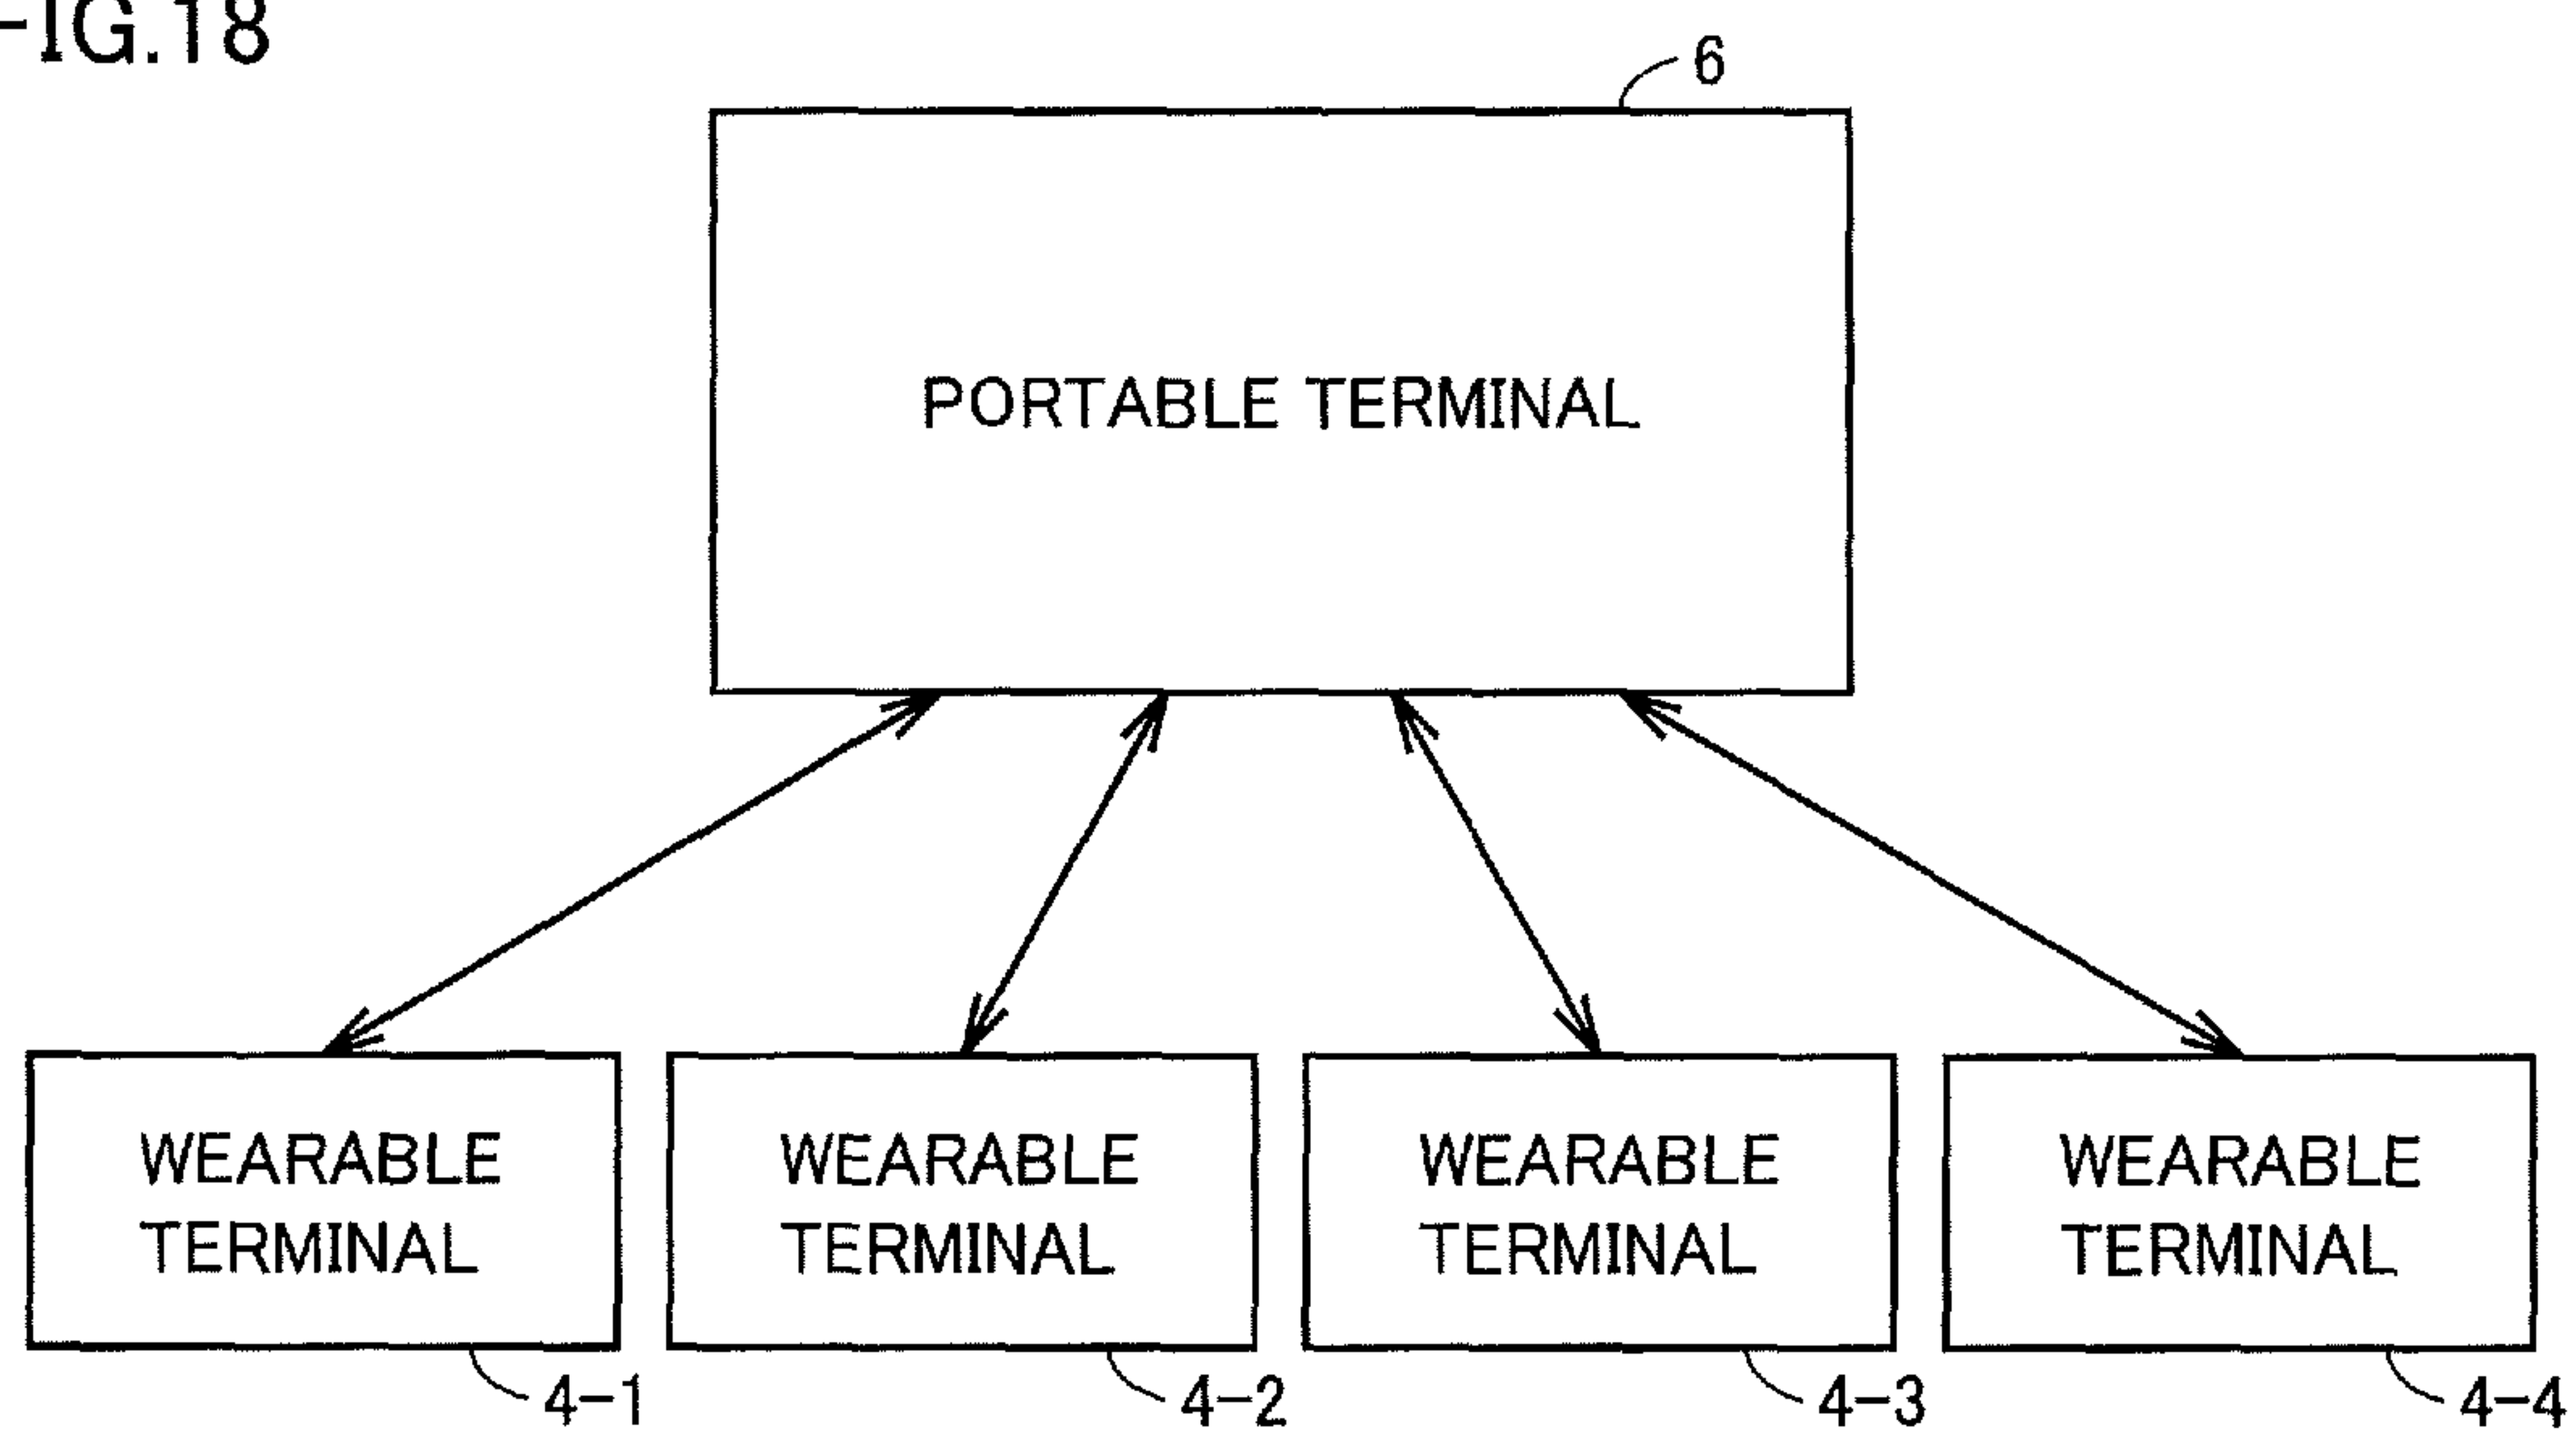 FIG.18
6
PORTABLE TERMINAL
WEARABLE
TERMINAL
WEARABLE
TERMINAL
WEARABLE
TERMINAL
WEARABLE
TERMINAL
4-1
4-2
4-3
4-4